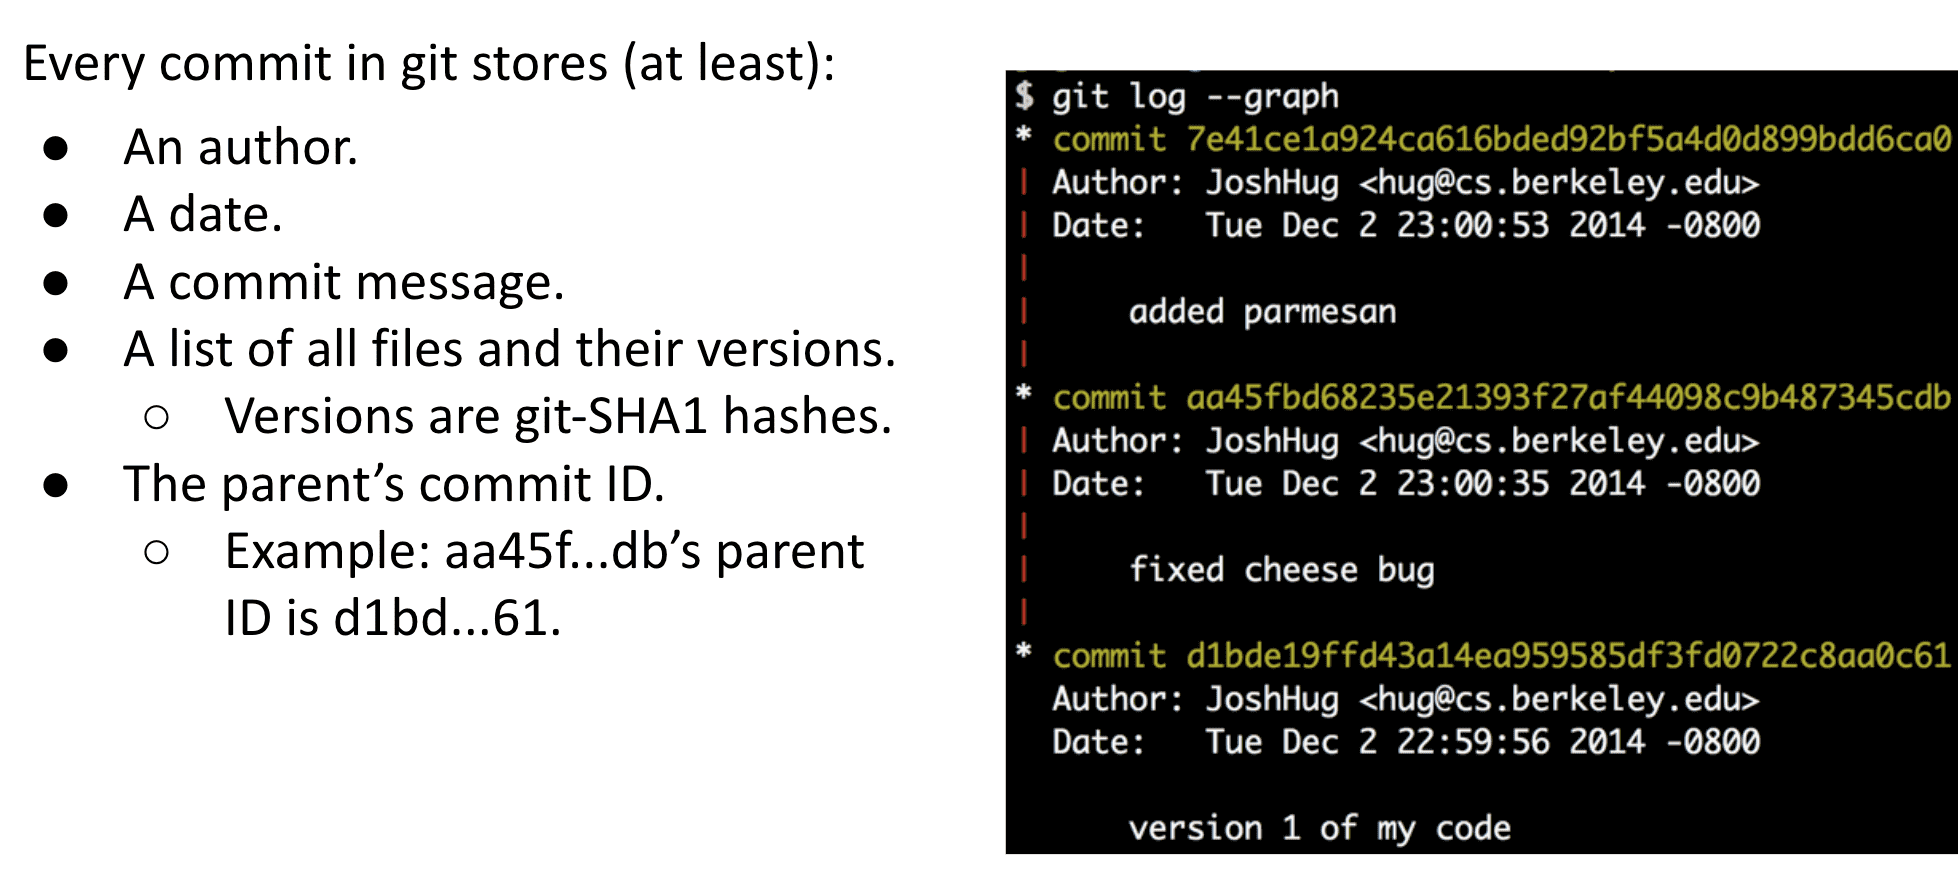 Every commit in git stores (at least):
● An author.
● A date.
● A commit message.
● A list of all files and their versions.
○ Versions are git-SHA1 hashes.
● The parent’s commit ID.
○ Example: aa45f...db’s parent
ID is d1bd...61.
$ git log --graph
* commit 7e41ce1a924ca616bded92bf5a4d0d899bdd6ca0
| Author: JoshHug <hug@cs.berkeley.edu>
| Date:   Tue Dec 2 23:00:53 2014 -0800
|
|     added parmesan
|
* commit aa45fbd68235e21393f27af44098c9b487345cdb
| Author: JoshHug <hug@cs.berkeley.edu>
| Date:   Tue Dec 2 23:00:35 2014 -0800
|
|     fixed cheese bug
|
* commit d1bde19ffd43a14ea959585df3fd0722c8aa0c61
  Author: JoshHug <hug@cs.berkeley.edu>
  Date:   Tue Dec 2 22:59:56 2014 -0800
      version 1 of my code